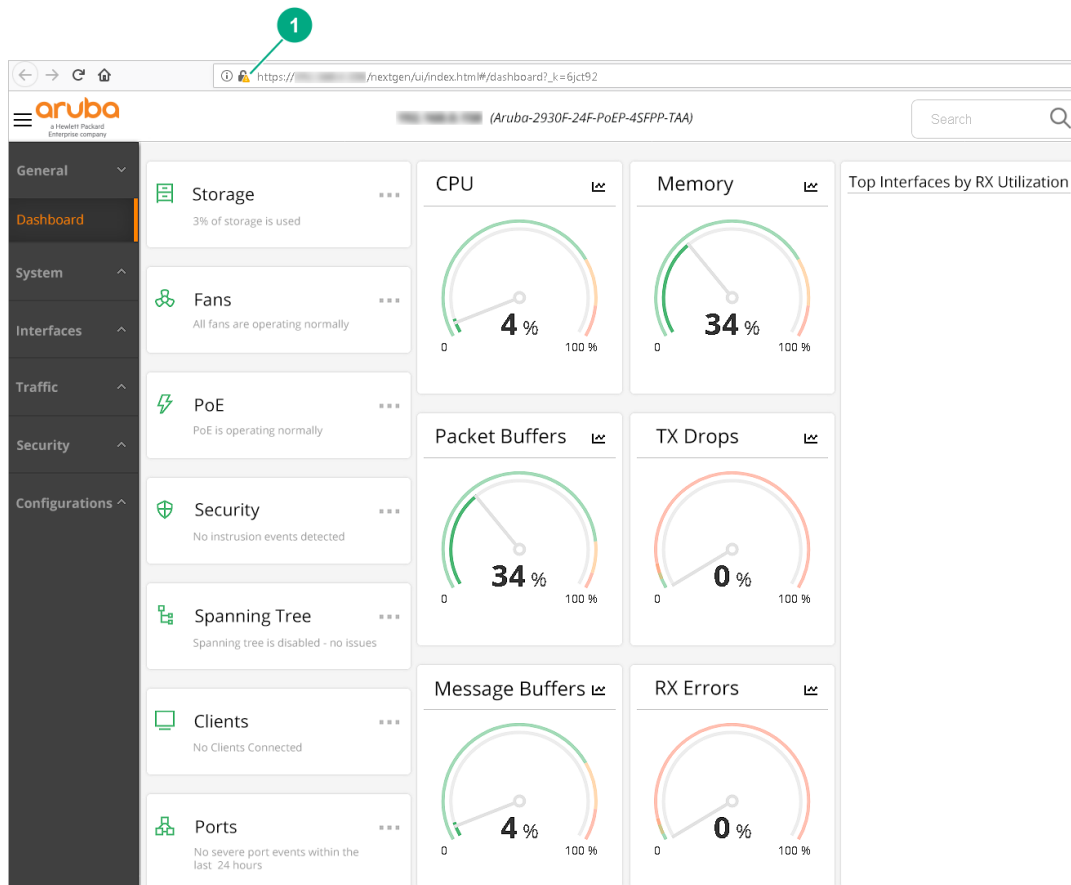 1
https:// /nextgen/ui/index.html#/dashboard?_k=6jct92
aruba
a Hewlett Packard
Enterprise company
(Aruba-2930F-24F-PoEP-4SFPP-TAA)
Search
General
Dashboard
System
Interfaces
Traffic
Security
Configurations
Storage
3% of storage is used
Fans
All fans are operating normally
PoE
PoE is operating normally
Security
No instrusion events detected
Spanning Tree
Spanning tree is disabled - no issues
Clients
No Clients Connected
Ports
No severe port events within the
last 24 hours
CPU
4 %
0 100 %
Memory
34 %
0 100 %
Packet Buffers
34 %
0 100 %
TX Drops
0 %
0 100 %
Message Buffers
4 %
0 100 %
RX Errors
0 %
0 100 %
Top Interfaces by RX Utilization